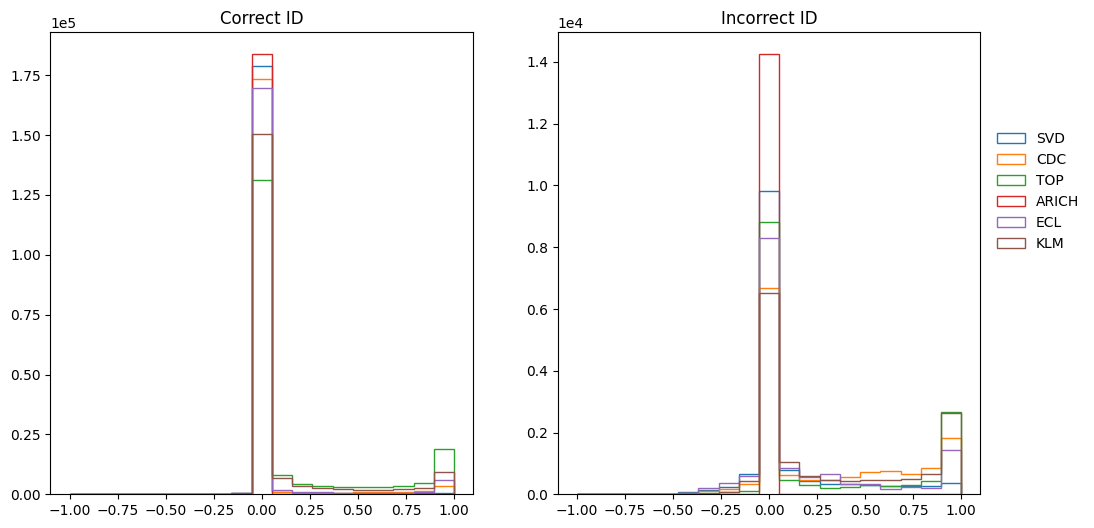 Correct ID
1e5
1.75
1.50
1.25
1.00
0.75
0.50
0.25
0.00
−1.00 −0.75 −0.50 −0.25 0.00 0.25 0.50 0.75 1.00
Incorrect ID
1e4
1.4
1.2
1.0
0.8
0.6
0.4
0.2
0.0
−1.00 −0.75 −0.50 −0.25 0.00 0.25 0.50 0.75 1.00
SVD
CDC
TOP
ARICH
ECL
KLM